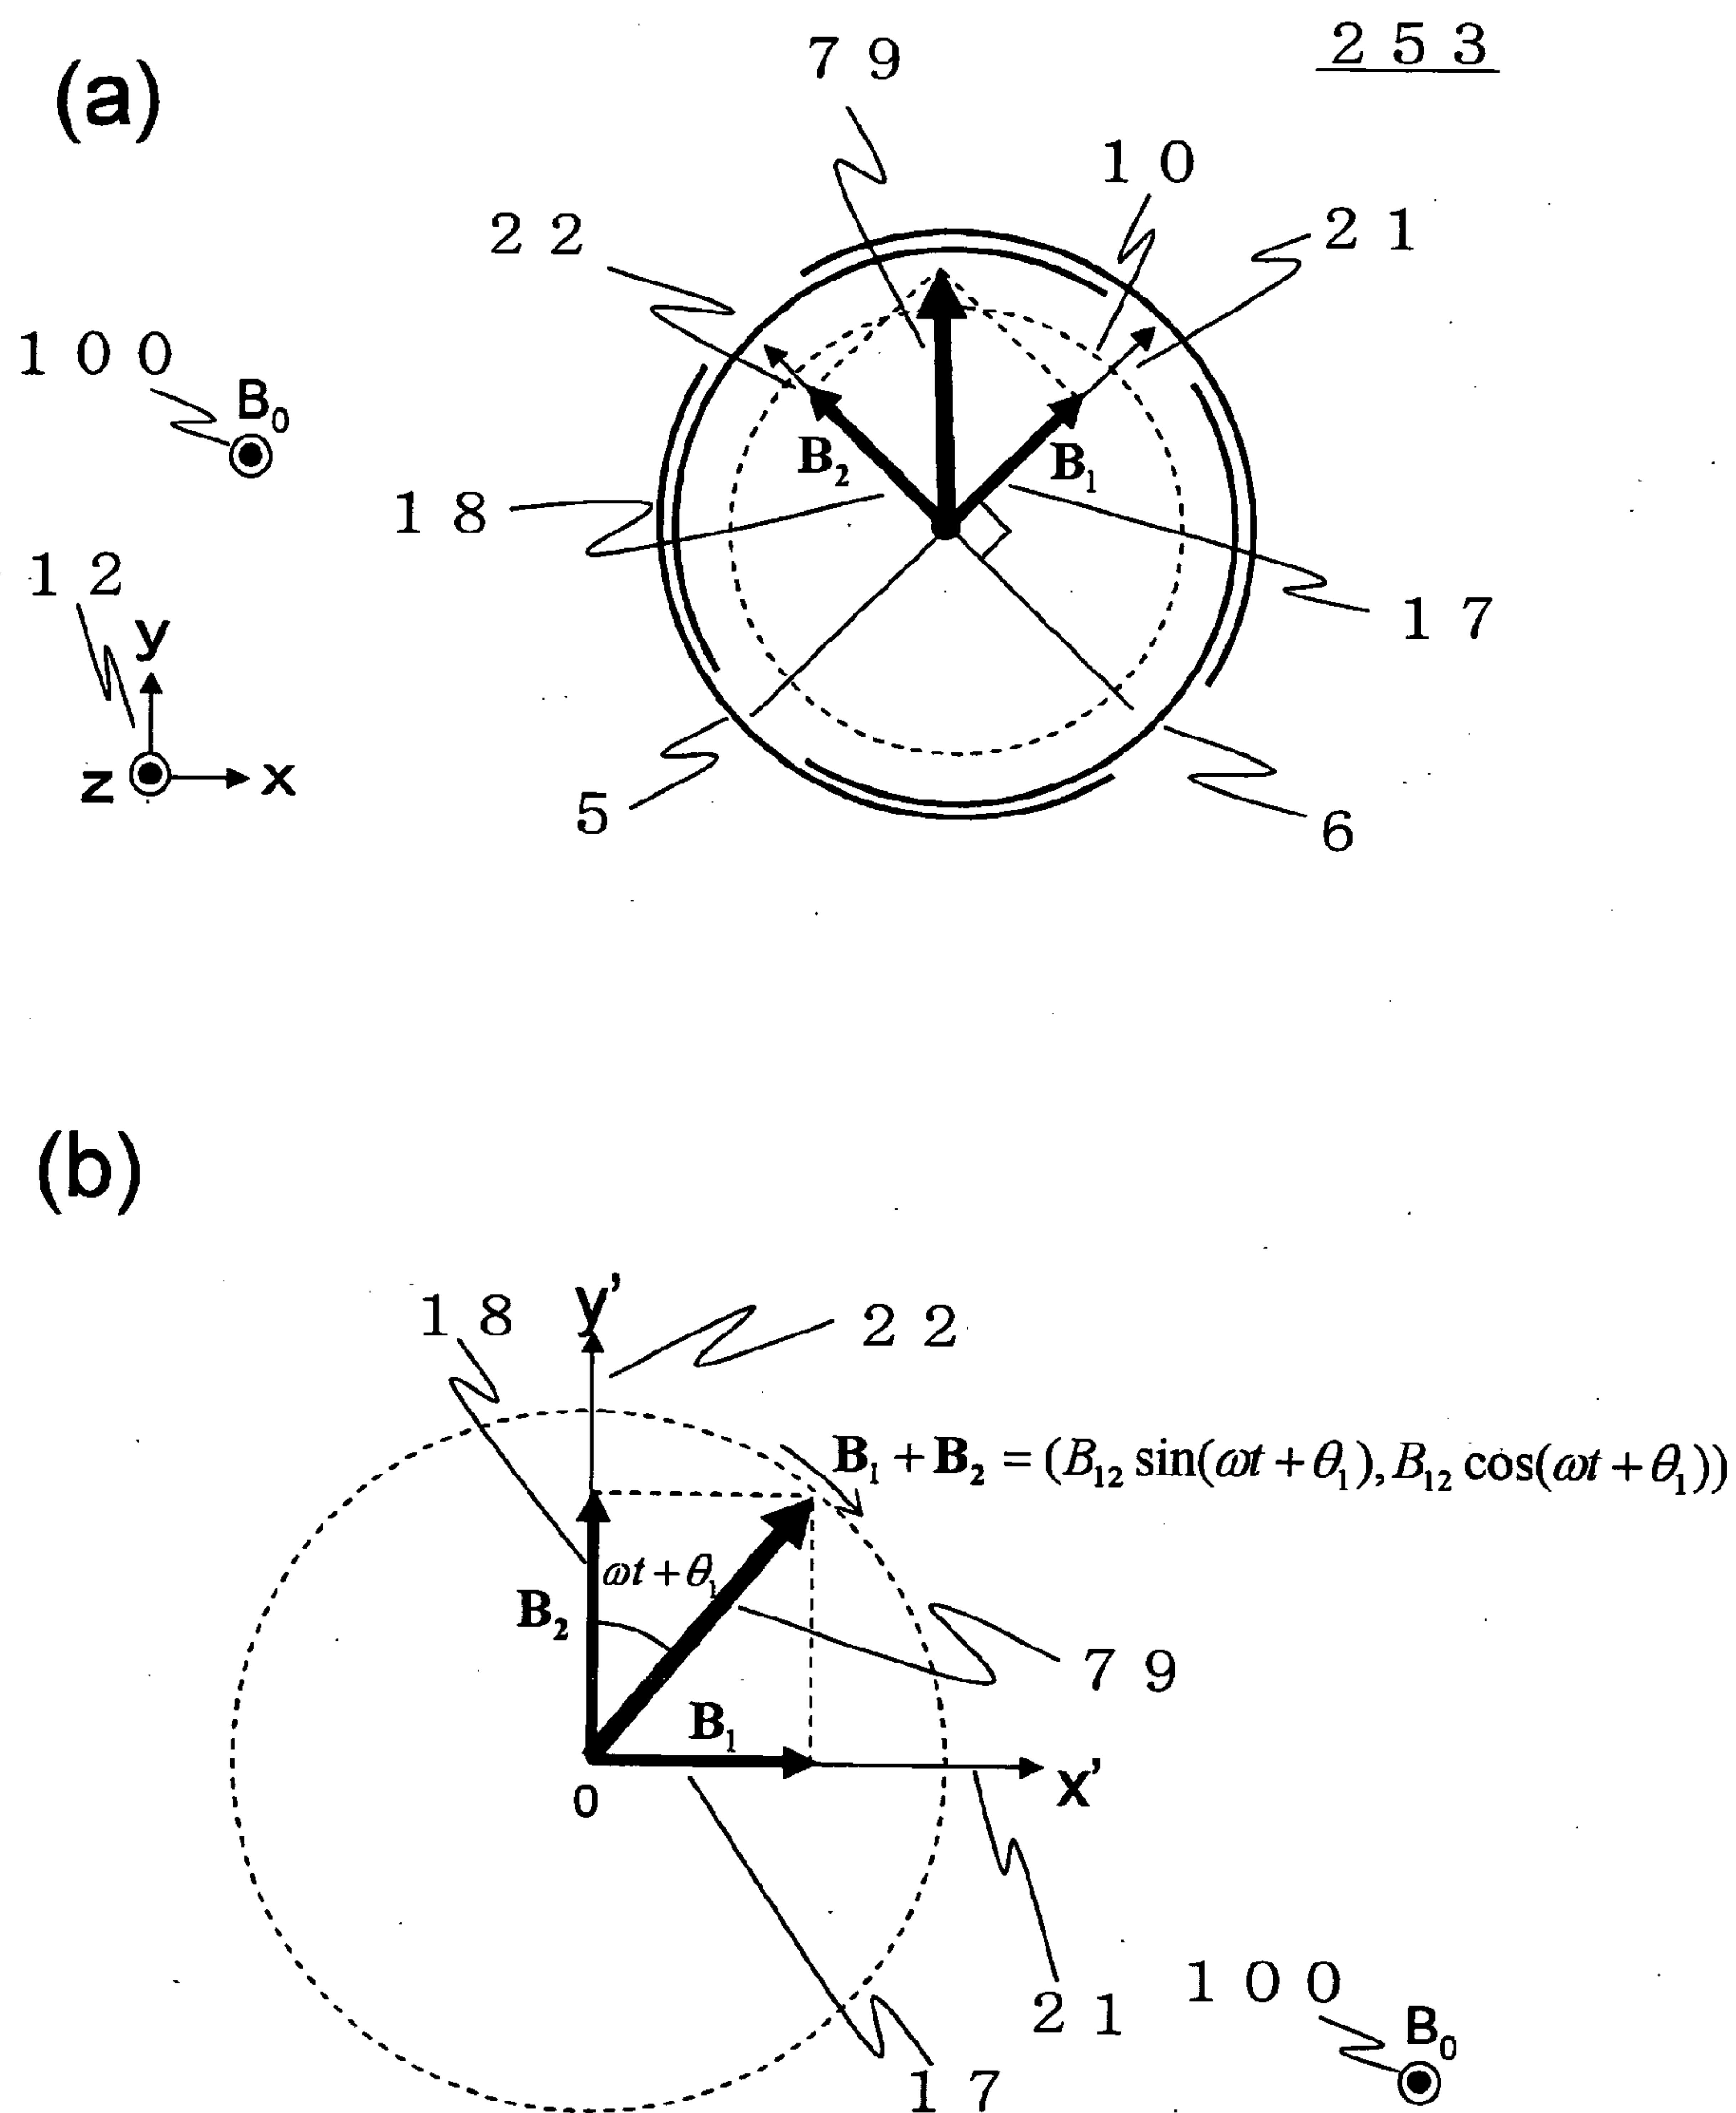 (a)
253
79
10
22
21
100
B₀
B₂
B₁
18
12
17
y
z
x
5
6
(b)
18
y'
22
B₁ + B₂ = (B₁₂ sin(ωt + θ₁), B₁₂ cos(ωt + θ₁))
ωt + θ₁
B₂
79
B₁
0
x'
100
21
B₀
17